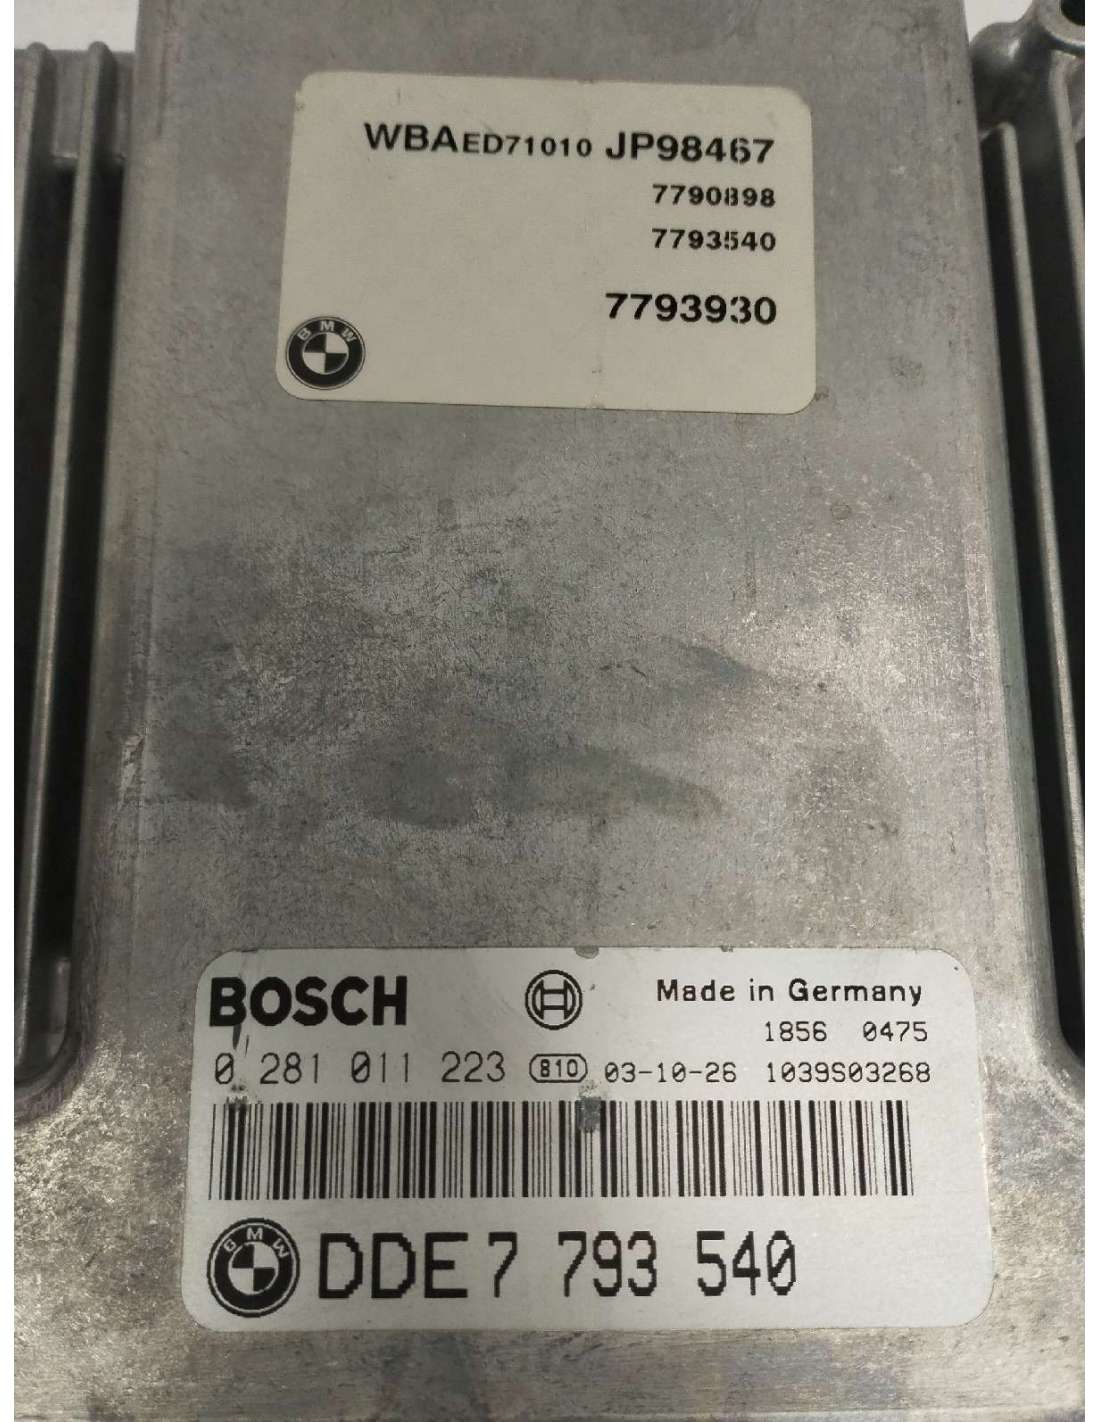 WBAED71010 JP98467
7790898
7793540
7793930
BMW
BOSCH
Made in Germany
1856 0475
0 281 011 223 810 03-10-26 1039S03268
BMW DDE 7 793 540